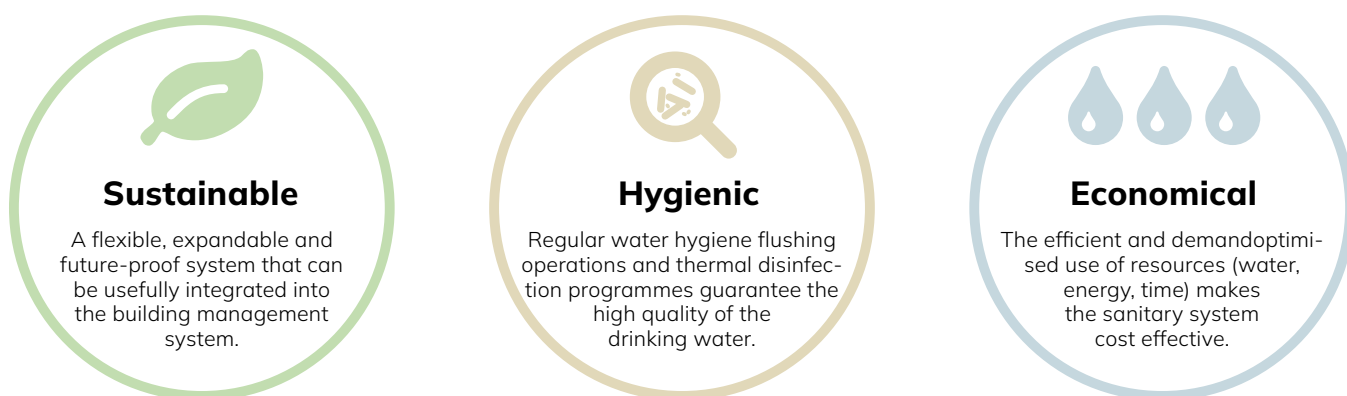 Sustainable
A flexible, expandable and
future-proof system that can
be usefully integrated into
the building management
system.
Hygienic
Regular water hygiene flushing
operations and thermal disinfec-
tion programmes guarantee the
high quality of the
drinking water.
Economical
The efficient and demandoptimi-
sed use of resources (water,
energy, time) makes
the sanitary system
cost effective.